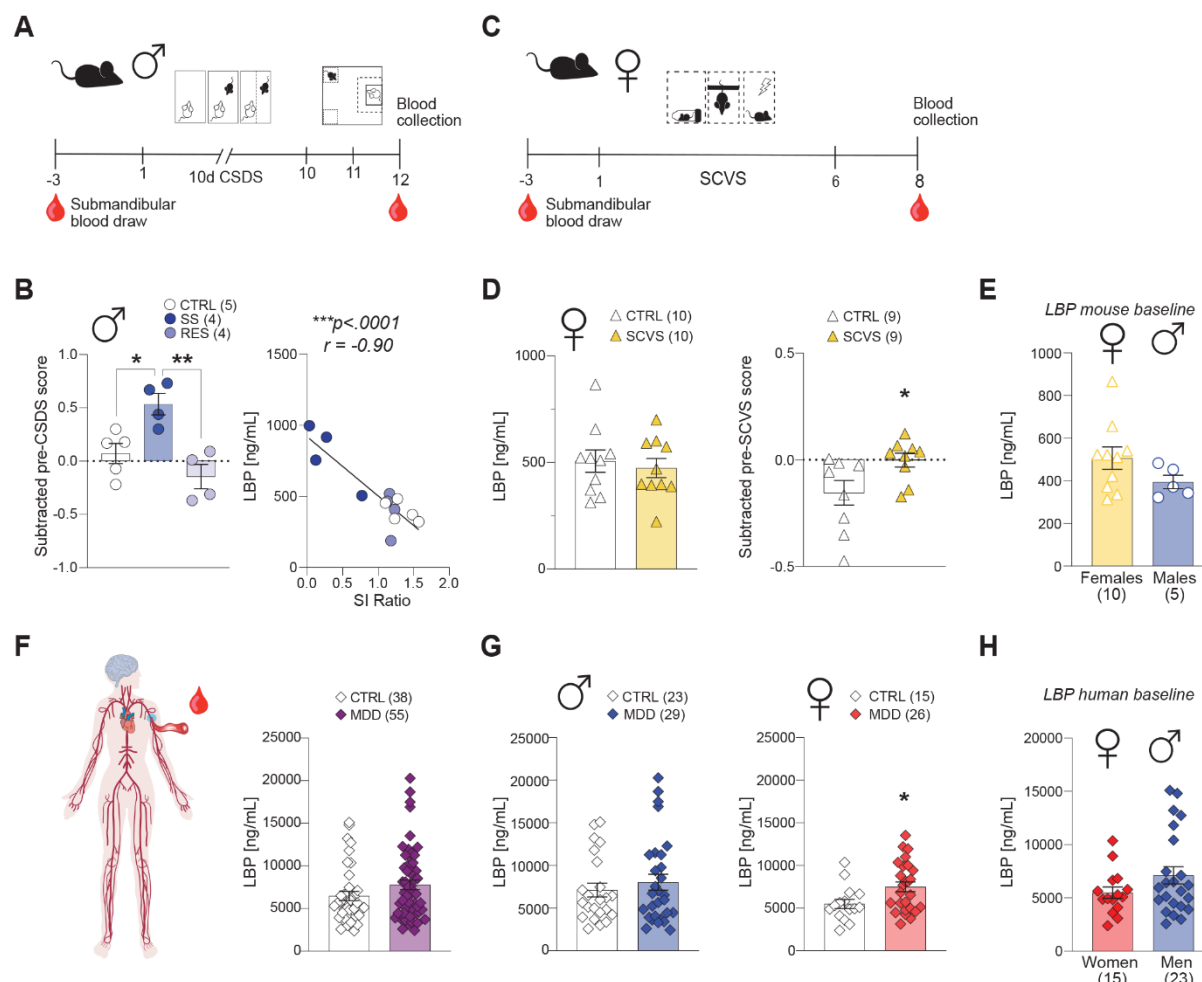 A
Blood
collection
-3
1
10d CSDS
10
11
12
Submandibular
blood draw
C
Blood
collection
-3
1
SCVS
6
8
Submandibular
blood draw
B
CTRL (5)
SS (4)
RES (4)
Subtracted pre-CSDS score
1.0
0.5
0.0
-0.5
-1.0
*
**
***p<.0001
r = -0.90
LBP [ng/mL]
1500
1000
500
0
0.0
0.5
1.0
1.5
2.0
SI Ratio
D
CTRL (10)
SCVS (10)
LBP [ng/mL]
1000
500
0
CTRL (9)
SCVS (9)
Subtracted pre-SCVS score
0.5
0.0
-0.5
*
E
LBP mouse baseline
LBP [ng/mL]
1000
800
600
400
200
0
Females
(10)
Males
(5)
F
CTRL (38)
MDD (55)
LBP [ng/mL]
25000
20000
15000
10000
5000
0
G
CTRL (23)
MDD (29)
LBP [ng/mL]
25000
20000
15000
10000
5000
0
CTRL (15)
MDD (26)
LBP [ng/mL]
25000
20000
15000
10000
5000
0
*
H
LBP human baseline
LBP [ng/mL]
25000
20000
15000
10000
5000
0
Women
(15)
Men
(23)